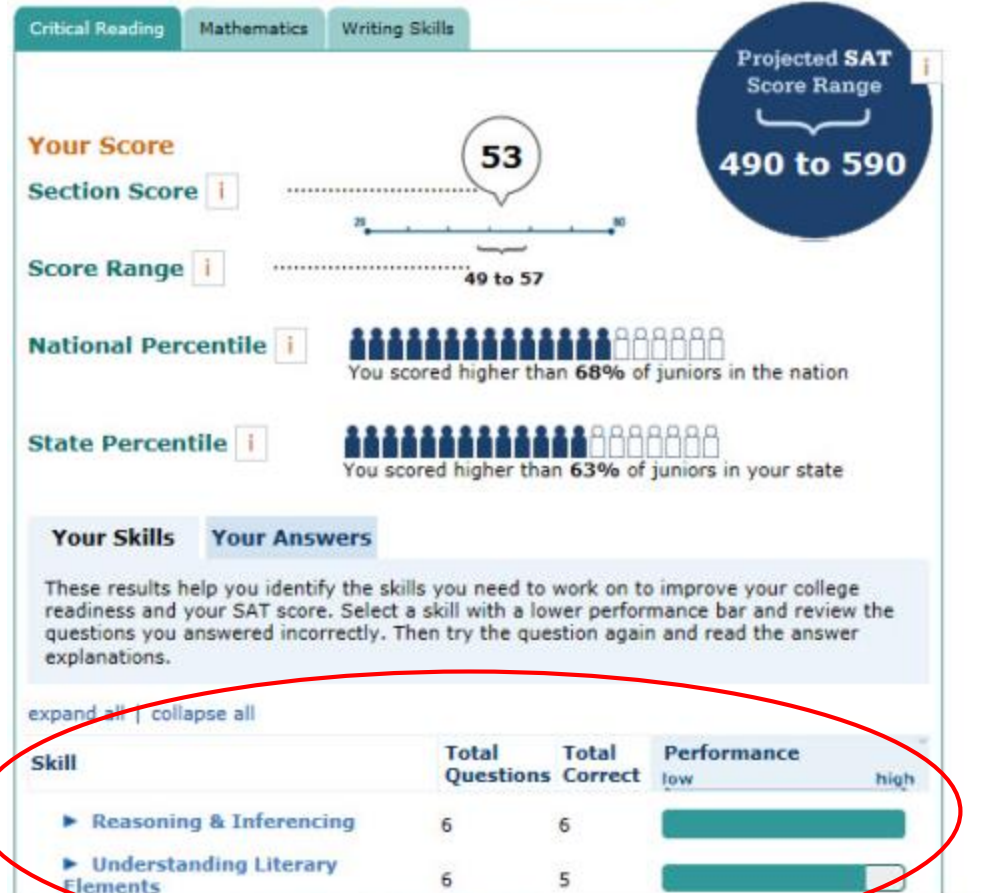 Critical Reading
Mathematics
Writing Skills
Projected SAT
Score Range
490 to 590
i
Your Score
53
Section Score i
20
80
Score Range i
49 to 57
National Percentile i
You scored higher than 68% of juniors in the nation
State Percentile i
You scored higher than 63% of juniors in your state
Your Skills
Your Answers
These results help you identify the skills you need to work on to improve your college
readiness and your SAT score. Select a skill with a lower performance bar and review the
questions you answered incorrectly. Then try the question again and read the answer
explanations.
expand all | collapse all
Skill
Total
Questions
Total
Correct
Performance
low high
► Reasoning & Inferencing 6 6
► Understanding Literary
Elements 6 5